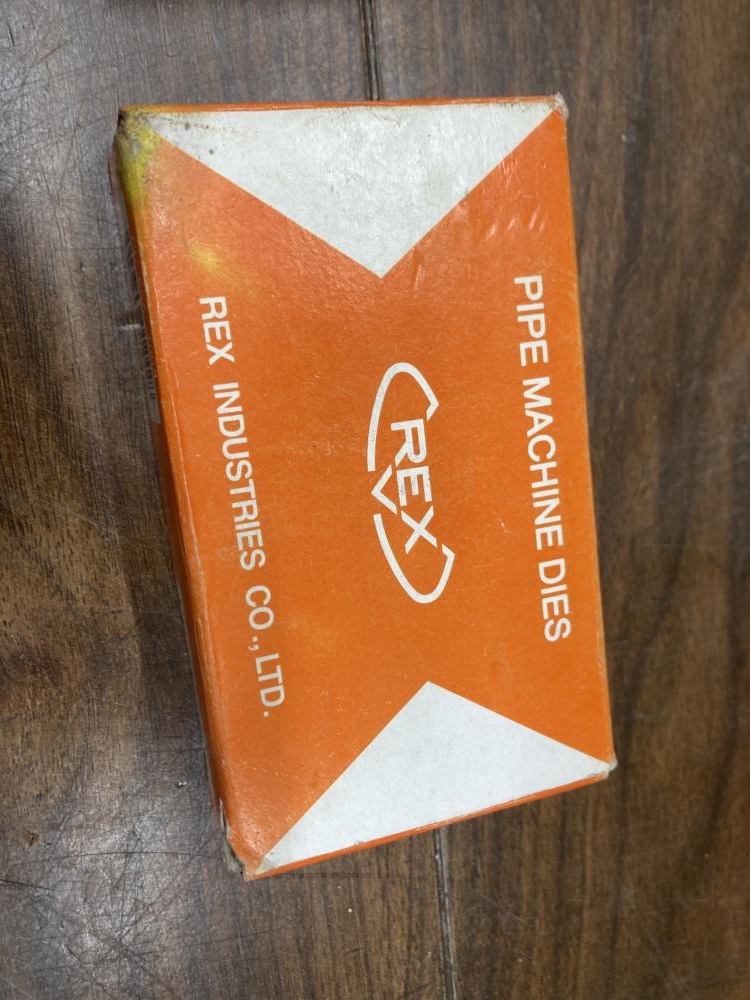 PIPE MACHINE DIES
REX
REX INDUSTRIES CO., LTD.